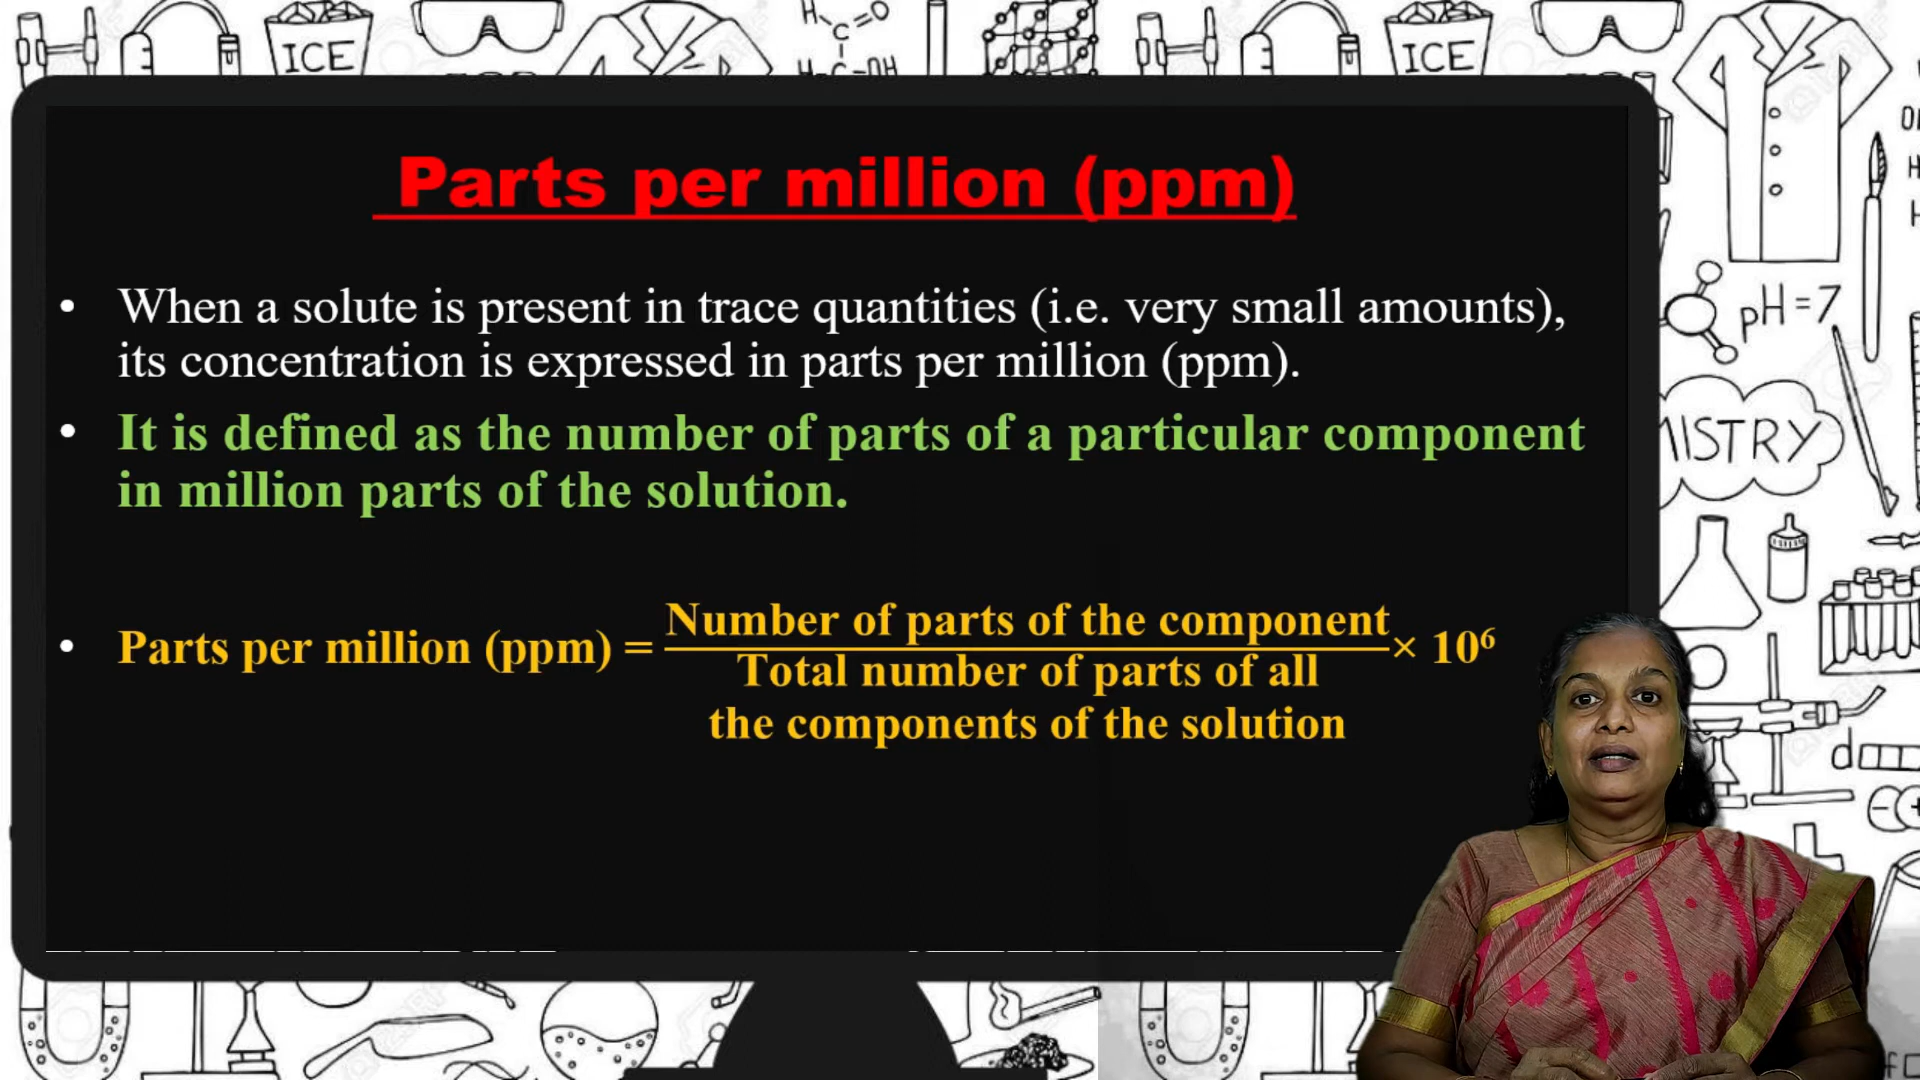 ICE
ICE
H
C
O
H-C-OH
Parts per million (ppm)
• When a solute is present in trace quantities (i.e. very small amounts),
its concentration is expressed in parts per million (ppm).
• It is defined as the number of parts of a particular component
in million parts of the solution.
• Parts per million (ppm) = Number of parts of the component × 10⁶
Total number of parts of all
the components of the solution
pH=7
MISTRY